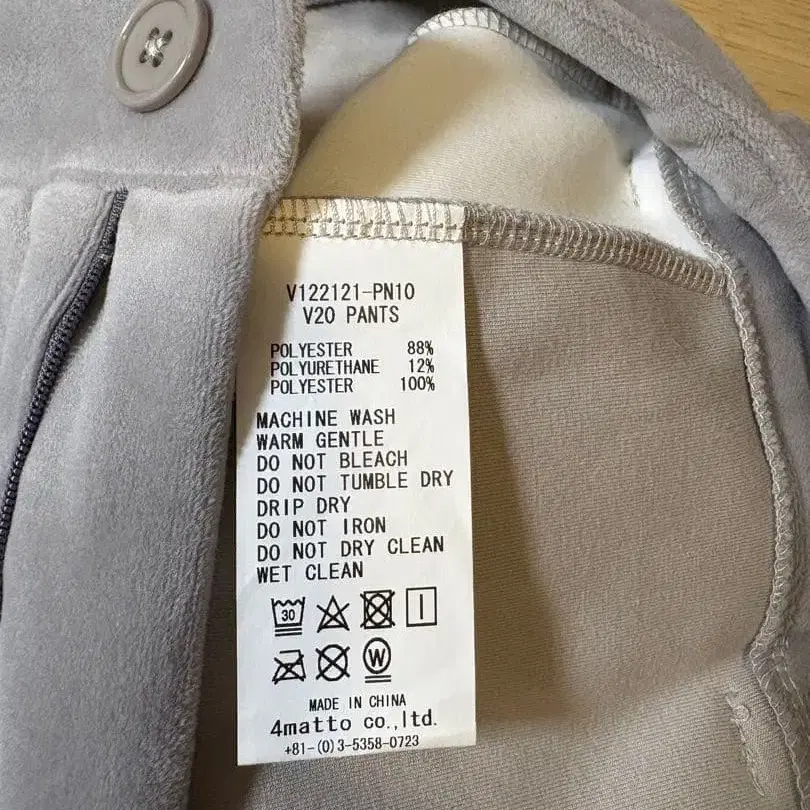 V122121-PN10
V20 PANTS
POLYESTER 88%
POLYURETHANE 12%
POLYESTER 100%
MACHINE WASH
WARM GENTLE
DO NOT BLEACH
DO NOT TUMBLE DRY
DRIP DRY
DO NOT IRON
DO NOT DRY CLEAN
WET CLEAN
30
W
MADE IN CHINA
4matto co.,ltd.
+81-(0)3-5358-0723